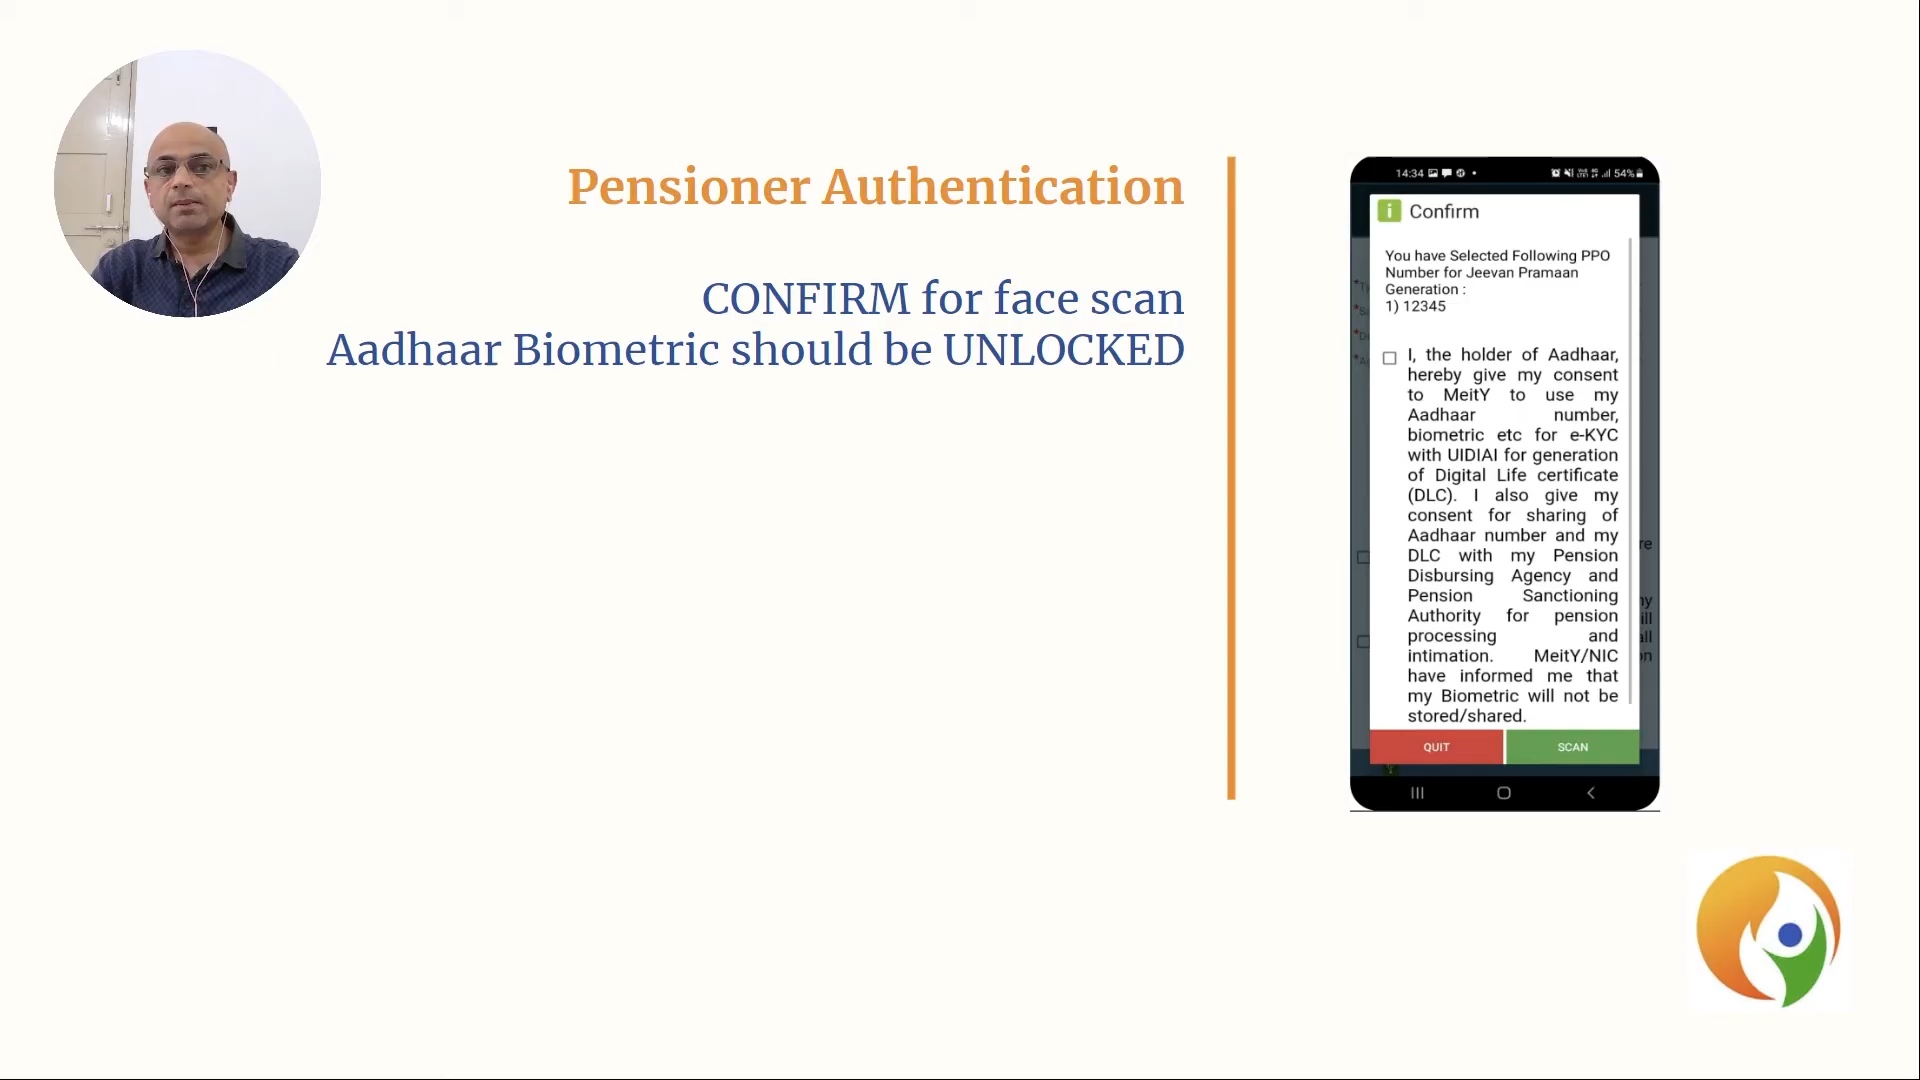 Pensioner Authentication
CONFIRM for face scan
Aadhaar Biometric should be UNLOCKED
14:34 54%
i Confirm
You have Selected Following PPO
Number for Jeevan Pramaan
Generation :
1) 12345
I, the holder of Aadhaar,
hereby give my consent
to MeitY to use my
Aadhaar number,
biometric etc for e-KYC
with UIDIAI for generation
of Digital Life certificate
(DLC). I also give my
consent for sharing of
Aadhaar number and my
DLC with my Pension
Disbursing Agency and
Pension Sanctioning
Authority for pension
processing and
intimation. MeitY/NIC
have informed me that
my Biometric will not be
stored/shared.
QUIT SCAN